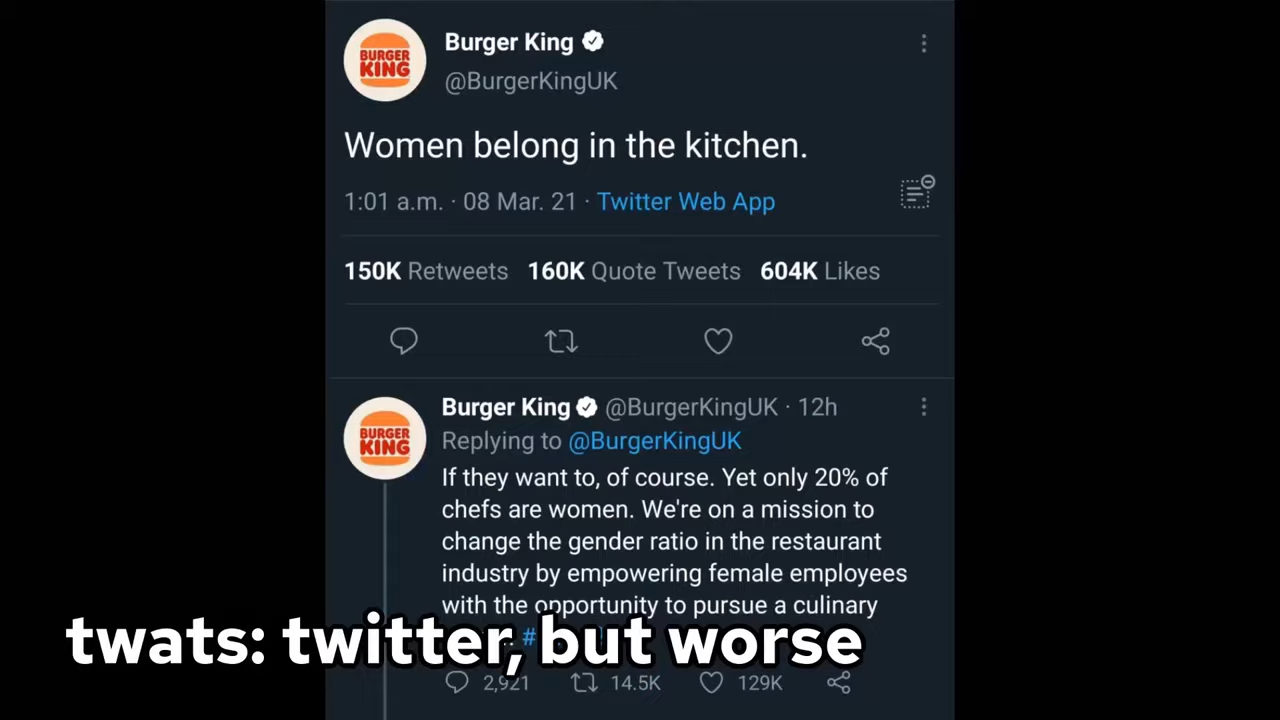 BURGER
KING
Burger King
@BurgerKingUK
Women belong in the kitchen.
1:01 a.m. · 08 Mar. 21 · Twitter Web App
150K Retweets 160K Quote Tweets 604K Likes
BURGER
KING
Burger King @BurgerKingUK · 12h
Replying to @BurgerKingUK
If they want to, of course. Yet only 20% of
chefs are women. We're on a mission to
change the gender ratio in the restaurant
industry by empowering female employees
with the opportunity to pursue a culinary
twats: twitter, but worse
2,921 14.5K 129K